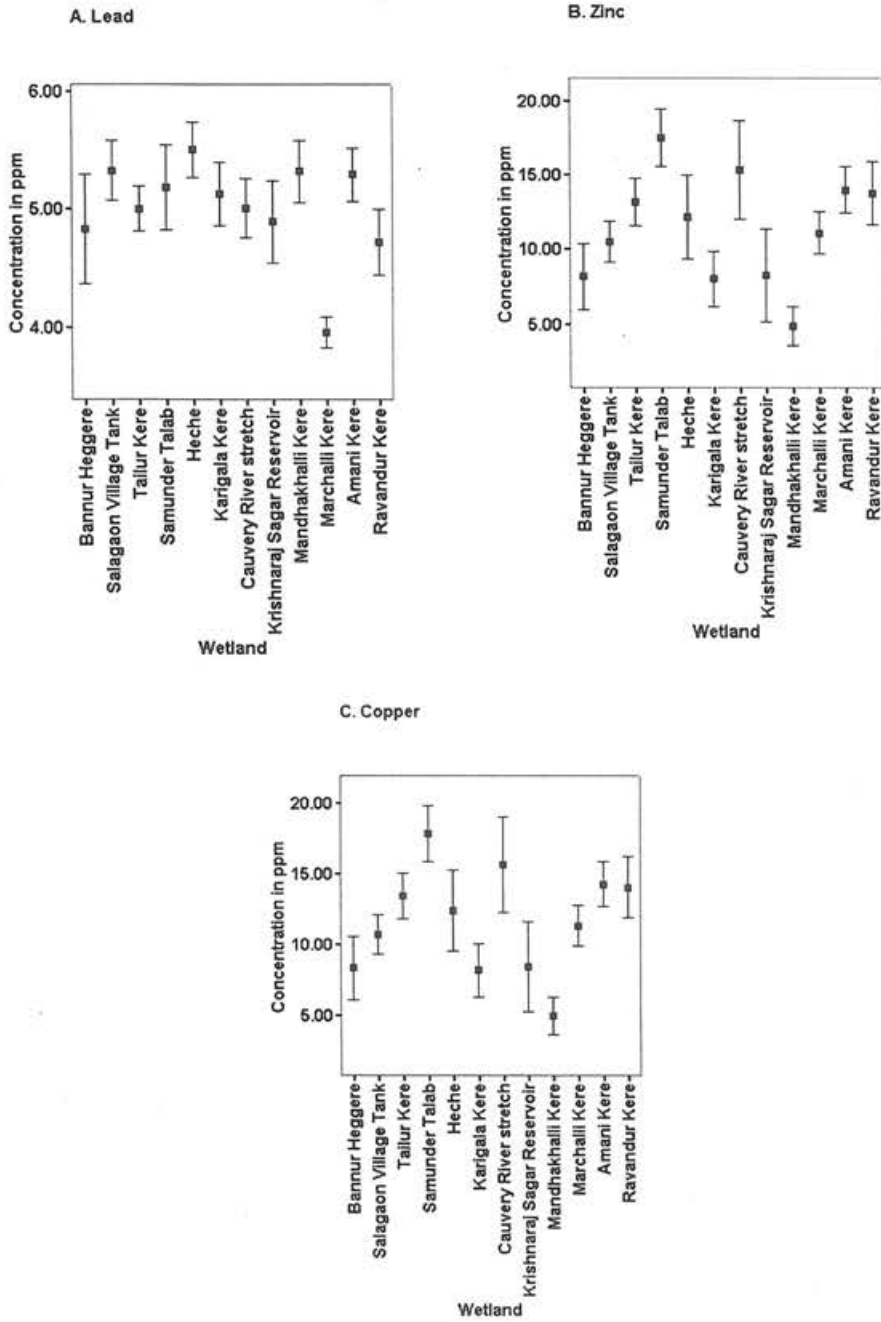 A. Lead
Concentration in ppm
6.00
5.00
4.00
Bannur Heggere
Salagaon Village Tank
Tailur Kere
Samunder Talab
Heche
Karigala Kere
Cauvery River stretch
Krishnaraj Sagar Reservoir
Mandhakhalli Kere
Marchalli Kere
Amani Kere
Ravandur Kere
Wetland
B. Zinc
Concentration in ppm
20.00
15.00
10.00
5.00
Bannur Heggere
Salagaon Village Tank
Tailur Kere
Samunder Talab
Heche
Karigala Kere
Cauvery River stretch
Krishnaraj Sagar Reservoir
Mandhakhalli Kere
Marchalli Kere
Amani Kere
Ravandur Kere
Wetland
C. Copper
Concentration in ppm
20.00
15.00
10.00
5.00
Bannur Heggere
Salagaon Village Tank
Tailur Kere
Samunder Talab
Heche
Karigala Kere
Cauvery River stretch
Krishnaraj Sagar Reservoir
Mandhakhalli Kere
Marchalli Kere
Amani Kere
Ravandur Kere
Wetland